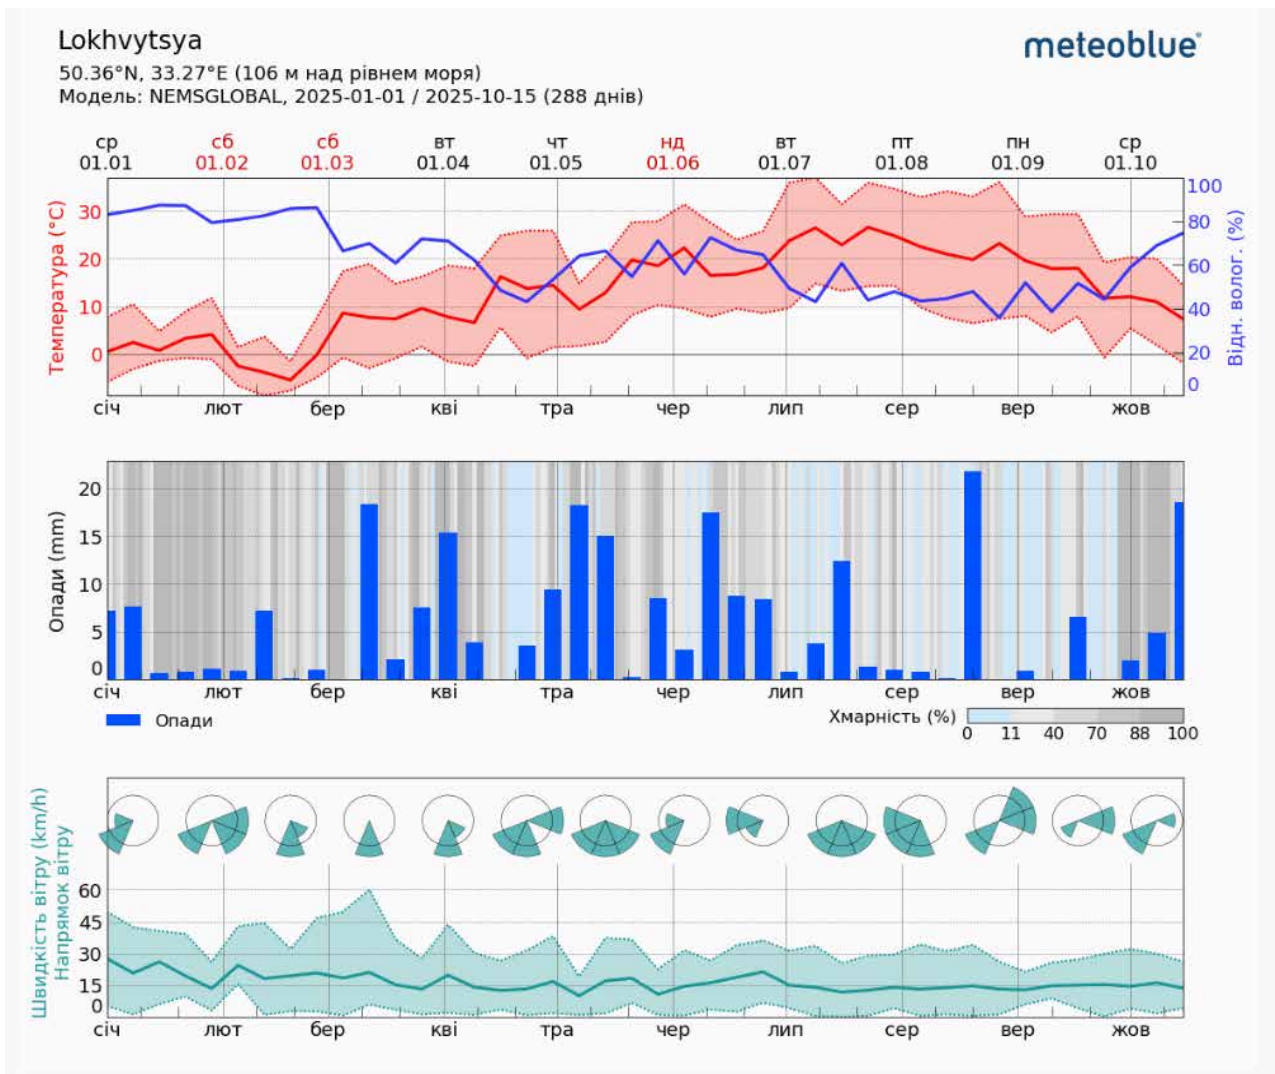 Lokhvytsya
meteoblue
50.36°N, 33.27°E (106 м над рівнем моря)
Модель: NEMSGLOBAL, 2025-01-01 / 2025-10-15 (288 днів)
ср сб сб вт чт нд вт пт пн ср
01.01 01.02 01.03 01.04 01.05 01.06 01.07 01.08 01.09 01.10
Температура (°C)
30
20
10
0
100
80
60
40
20
0
Відн. волог. (%)
січ лют бер кві тра чер лип сер вер жов
Опади (mm)
20
15
10
5
0
січ лют бер кві тра чер лип сер вер жов
Опади
Хмарність (%)
0 11 40 70 88 100
Швидкість вітру (km/h)
Напрямок вітру
60
45
30
15
0
січ лют бер кві тра чер лип сер вер жов